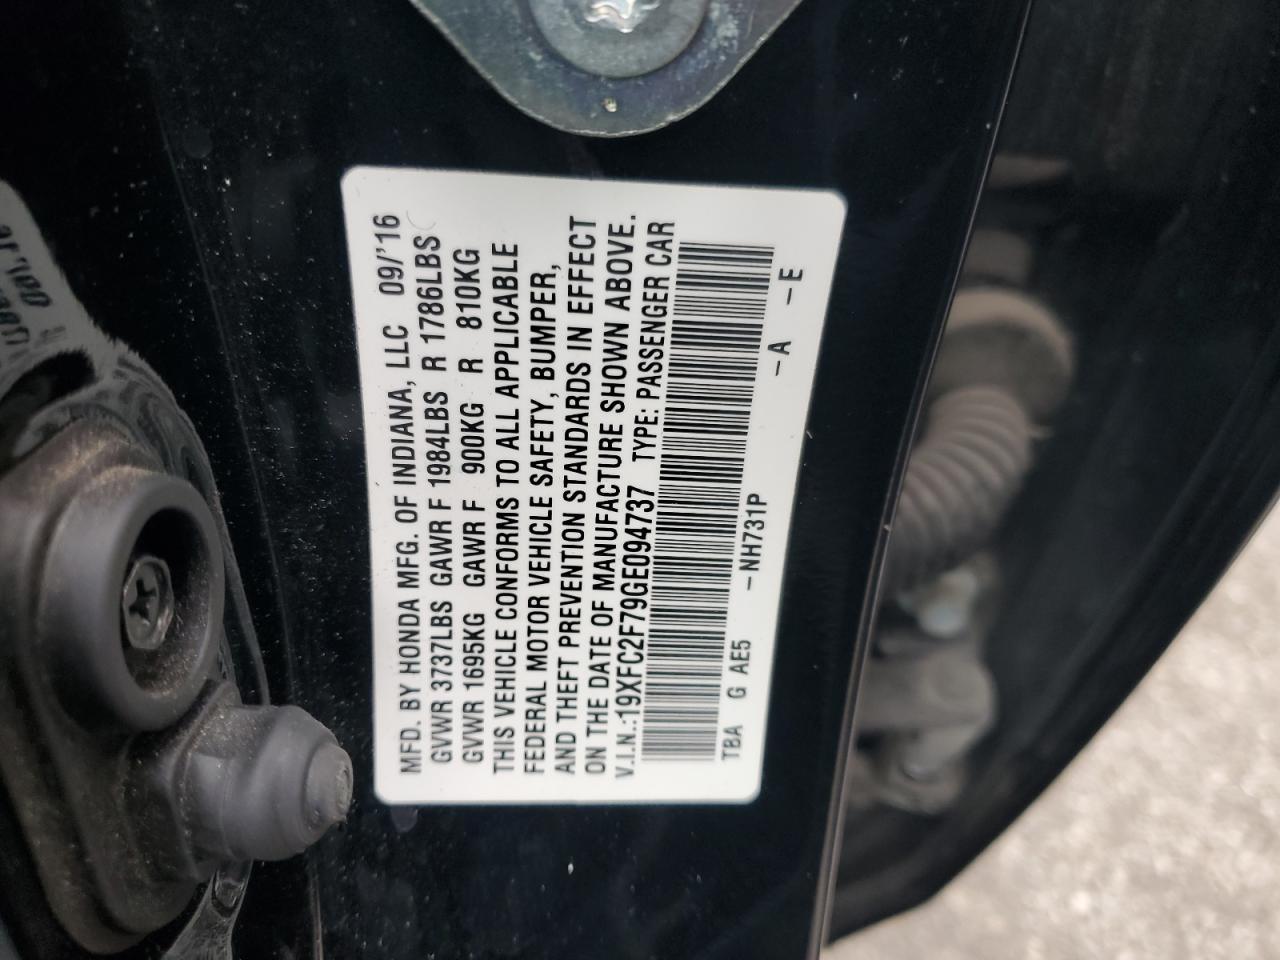 MFD. BY HONDA MFG. OF INDIANA, LLC 09/'16
GVWR 3737LBS GAWR F 1984LBS R 1786LBS
GVWR 1695KG GAWR F 900KG R 810KG
THIS VEHICLE CONFORMS TO ALL APPLICABLE
FEDERAL MOTOR VEHICLE SAFETY, BUMPER,
AND THEFT PREVENTION STANDARDS IN EFFECT
ON THE DATE OF MANUFACTURE SHOWN ABOVE.
V.I.N.:19XFC2F79GE094737 TYPE: PASSENGER CAR
TBA G AE5 -NH731P -A -E